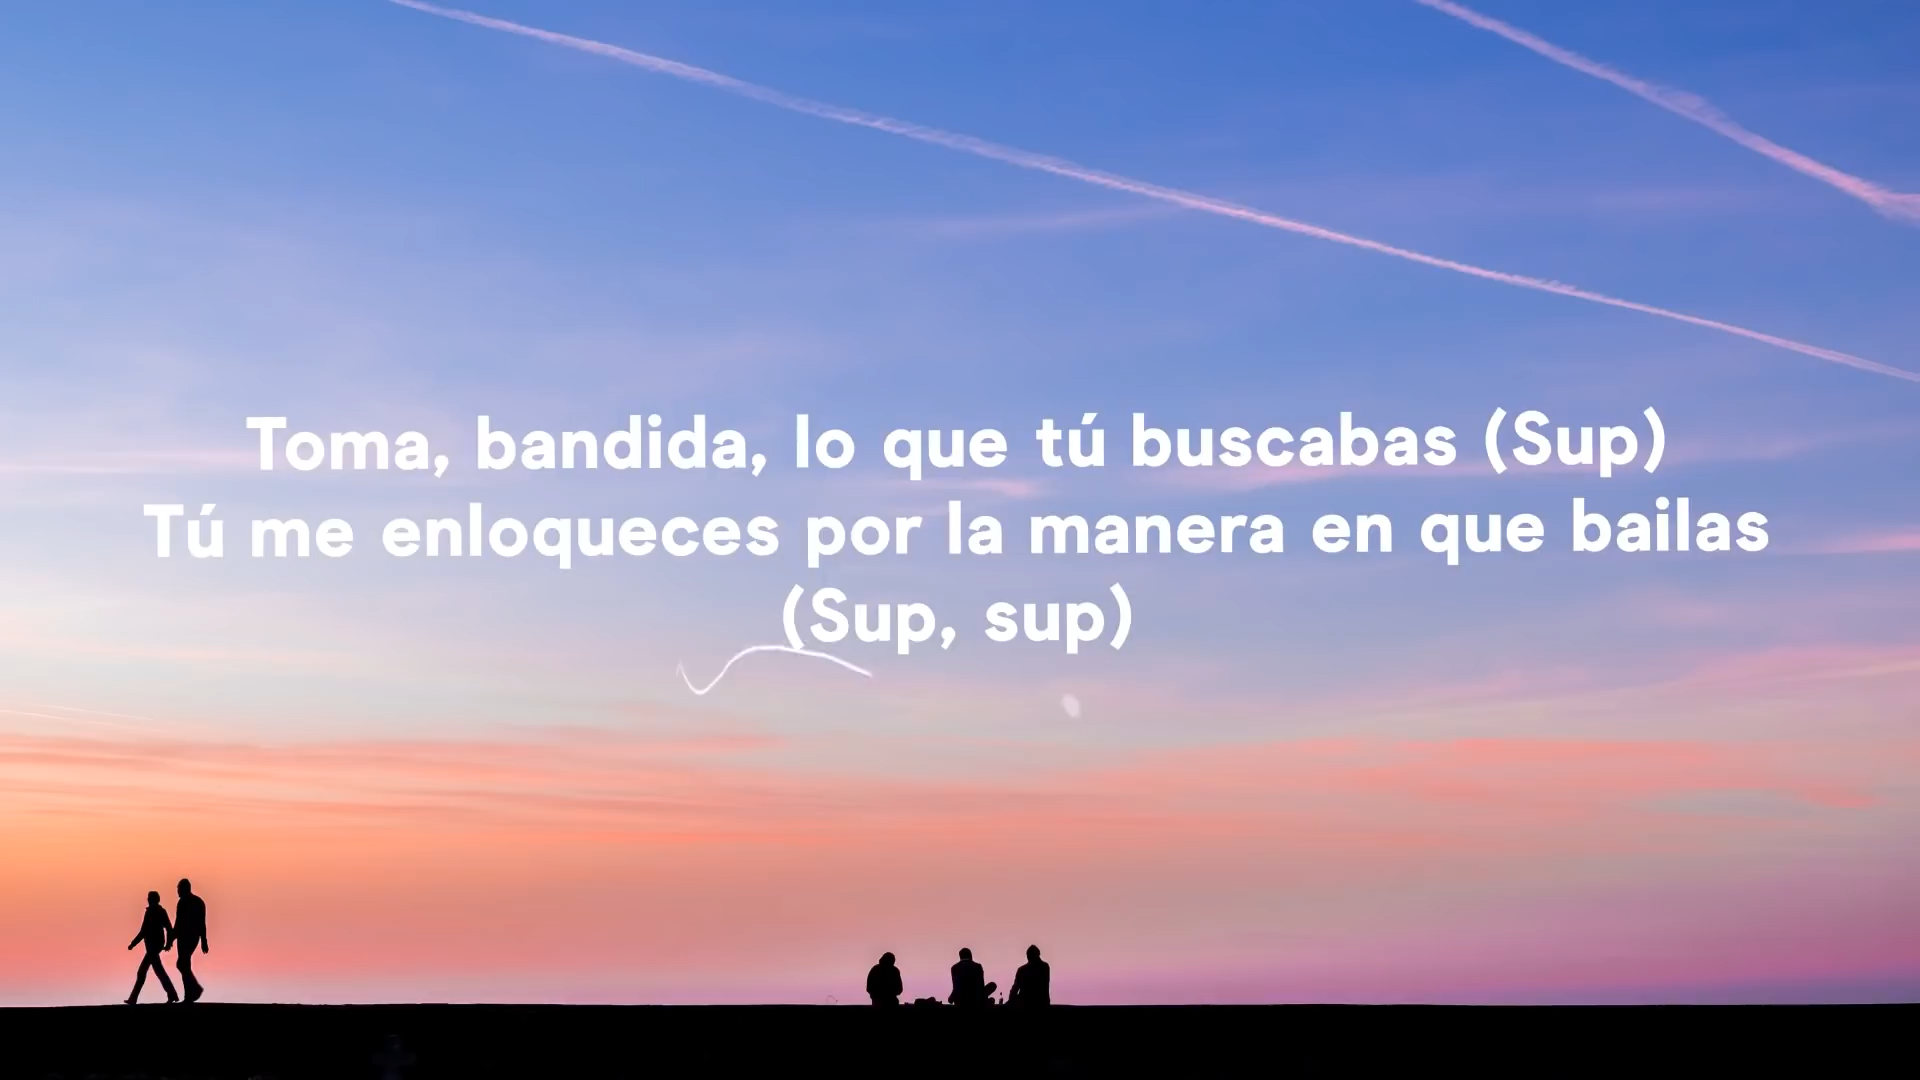 Toma, bandida, lo que tú buscabas (Sup)
Tú me enloqueces por la manera en que bailas
(Sup, sup)